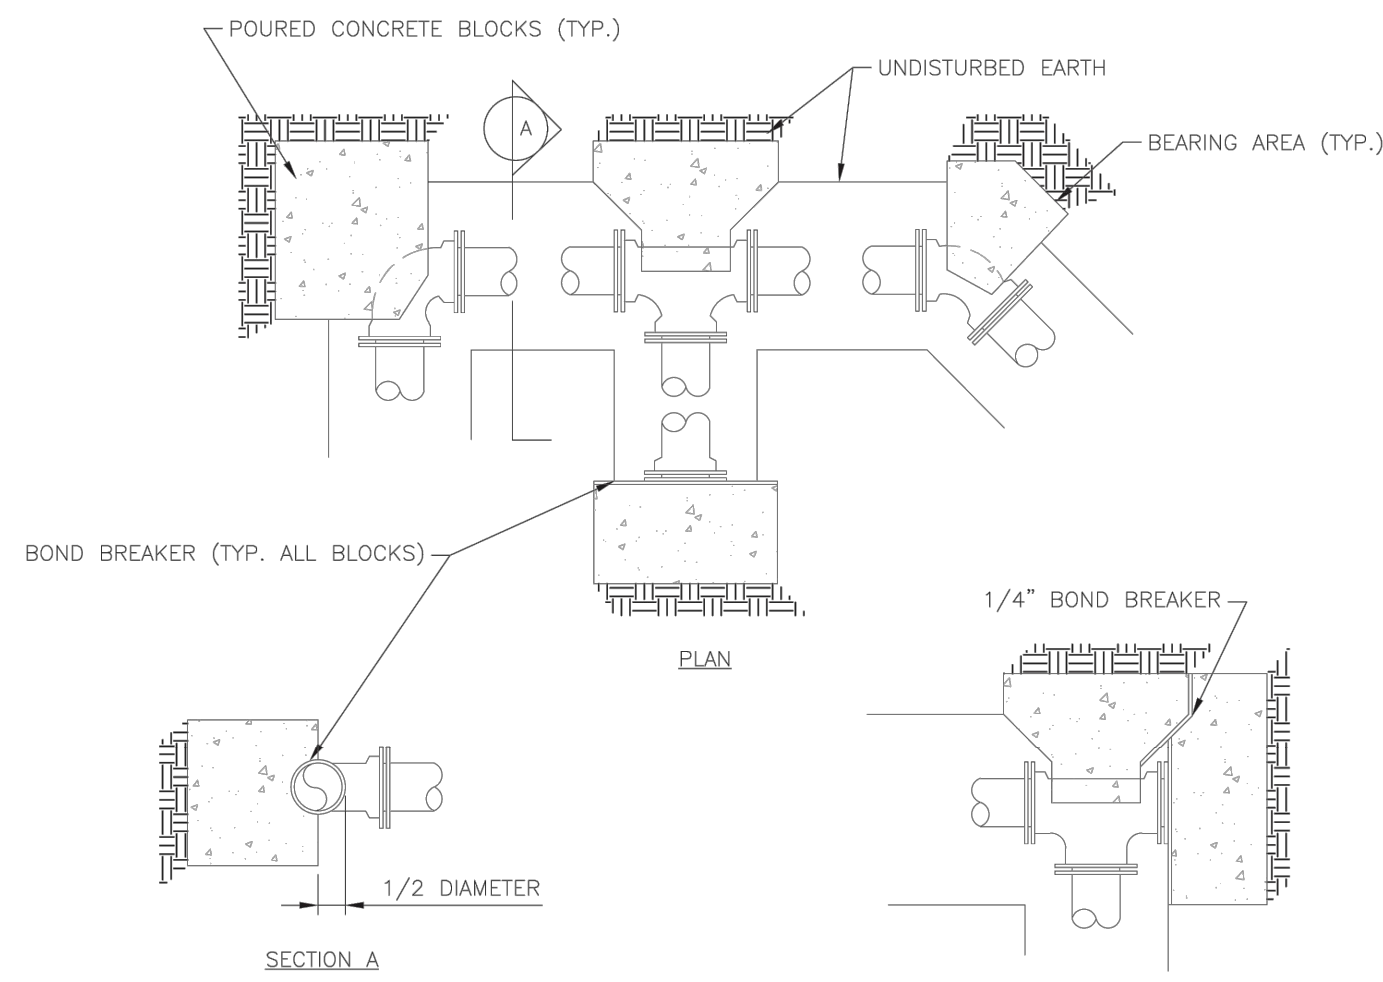 POURED CONCRETE BLOCKS (TYP.)
UNDISTURBED EARTH
A
BEARING AREA (TYP.)
BOND BREAKER (TYP. ALL BLOCKS)
1/4" BOND BREAKER
PLAN
1/2 DIAMETER
SECTION A